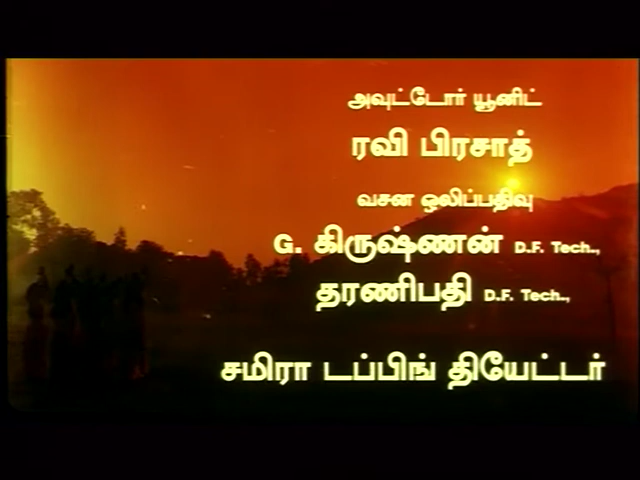 அவுட்டோர் யூனிட்
ரவி பிரசாத்
வசன ஒலிப்பதிவு
G. கிருஷ்ணன் D.F. Tech.,
தரணிபதி D.F. Tech.,
சமிரா டப்பிங் தியேட்டர்